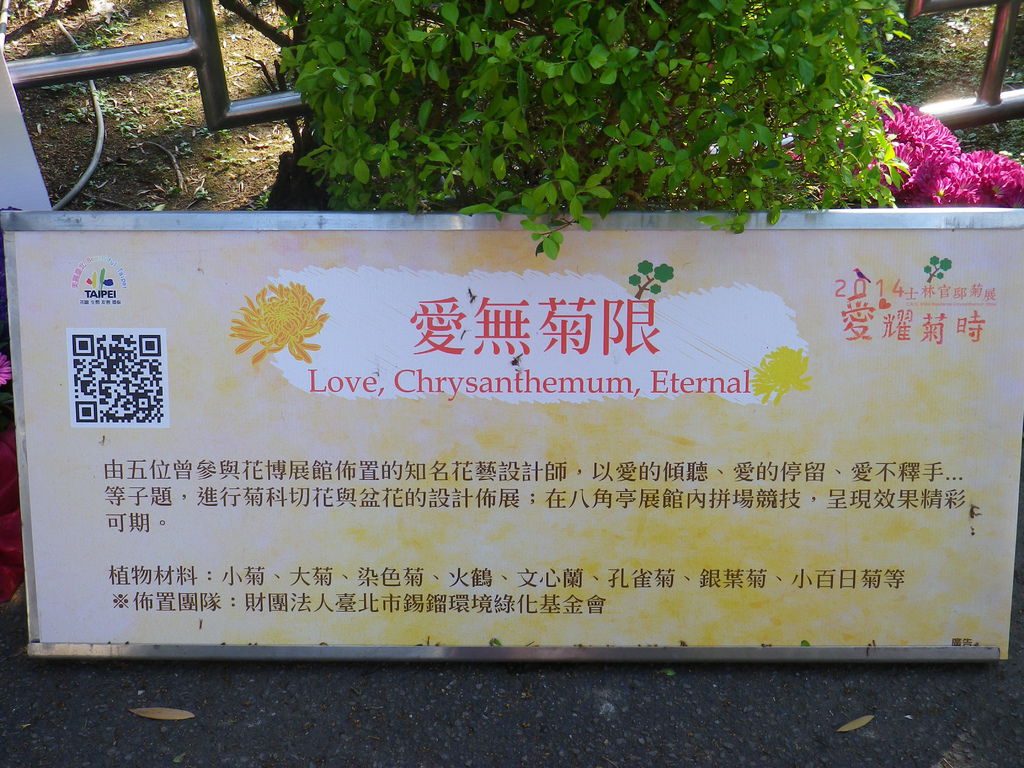 TAIPEI
愛無菊限
Love, Chrysanthemum, Eternal
2014士林官邸菊展
愛耀菊時
由五位曾參與花博展館佈置的知名花藝設計師，以愛的傾聽、愛的停留、愛不釋手...
等子題，進行菊科切花與盆花的設計佈展；在八角亭展館內拼場競技，呈現效果精彩
可期。
植物材料：小菊、大菊、染色菊、火鶴、文心蘭、孔雀菊、銀葉菊、小百日菊等
※佈置團隊：財團法人臺北市錫鎦環境綠化基金會
廣告